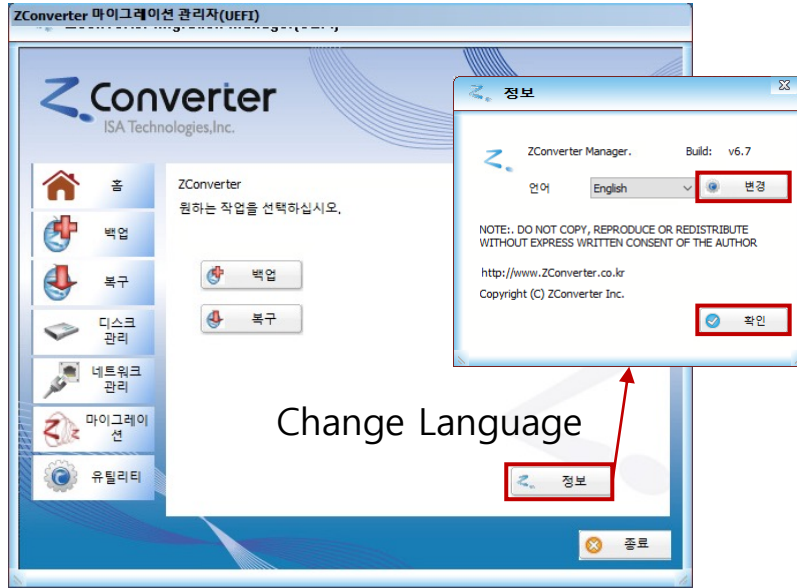 ZConverter 마이그레이션 관리자(UEFI)
ZConverter
ISA Technologies,Inc.
홈
백업
복구
디스크
관리
네트워크
관리
마이그레이
션
유틸리티
ZConverter
원하는 작업을 선택하십시오.
백업
복구
Change Language
정보
종료
정보
ZConverter Manager.
Build: v6.7
언어
English
변경
NOTE:. DO NOT COPY, REPRODUCE OR REDISTRIBUTE
WITHOUT EXPRESS WRITTEN CONSENT OF THE AUTHOR
http://www.ZConverter.co.kr
Copyright (C) ZConverter Inc.
확인